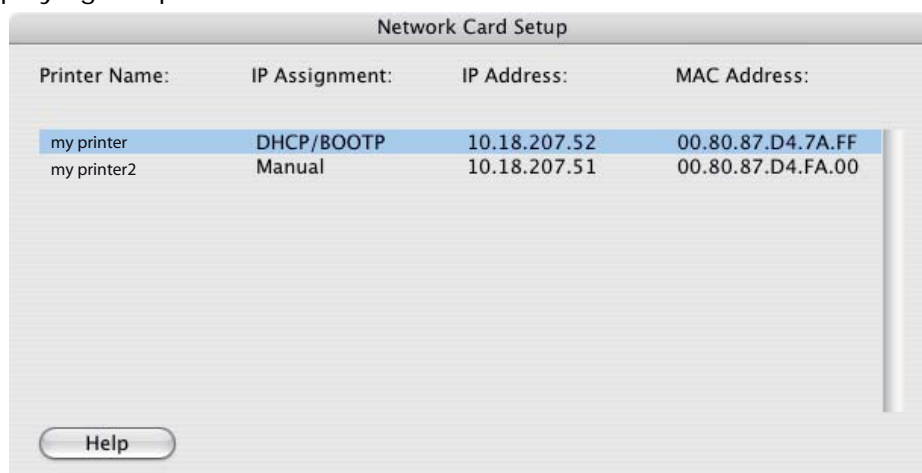 Network Card Setup
Printer Name: IP Assignment: IP Address: MAC Address:
my printer DHCP/BOOTP 10.18.207.52 00.80.87.D4.7A.FF
my printer2 Manual 10.18.207.51 00.80.87.D4.FA.00
Help